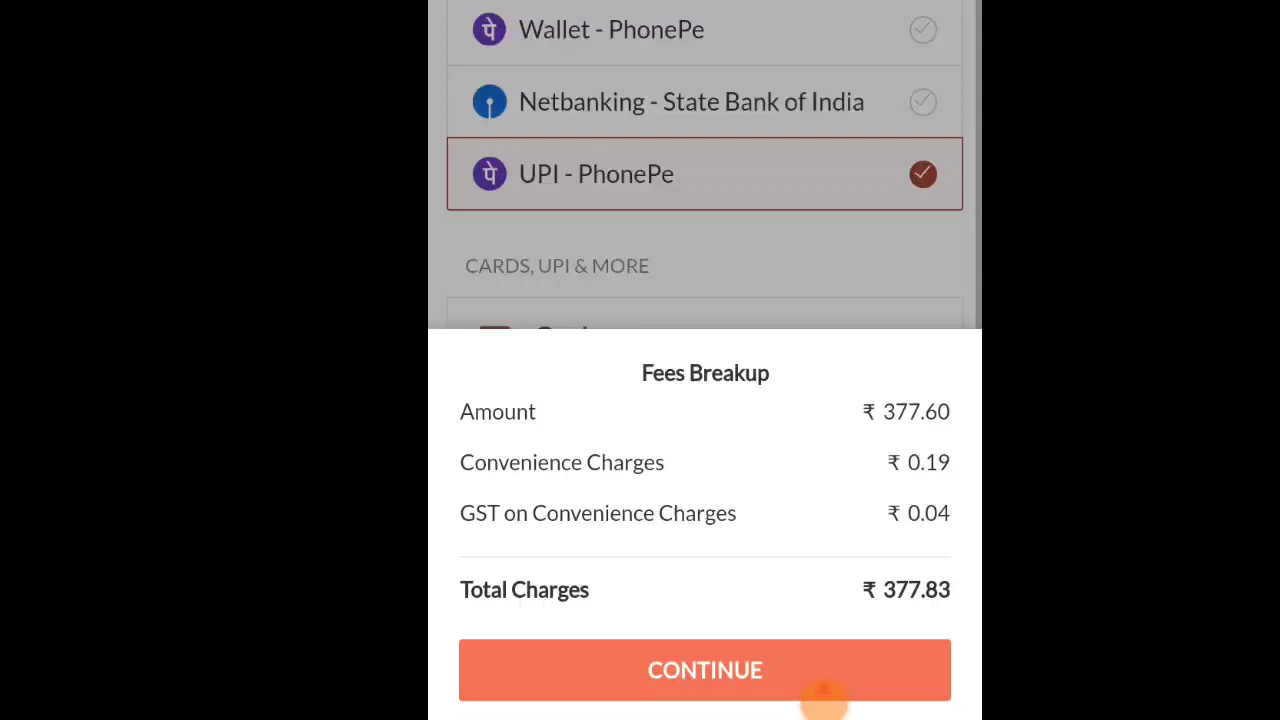 पे Wallet - PhonePe
Netbanking - State Bank of India
पे UPI - PhonePe
CARDS, UPI & MORE
Fees Breakup
Amount ₹ 377.60
Convenience Charges ₹ 0.19
GST on Convenience Charges ₹ 0.04
Total Charges ₹ 377.83
CONTINUE